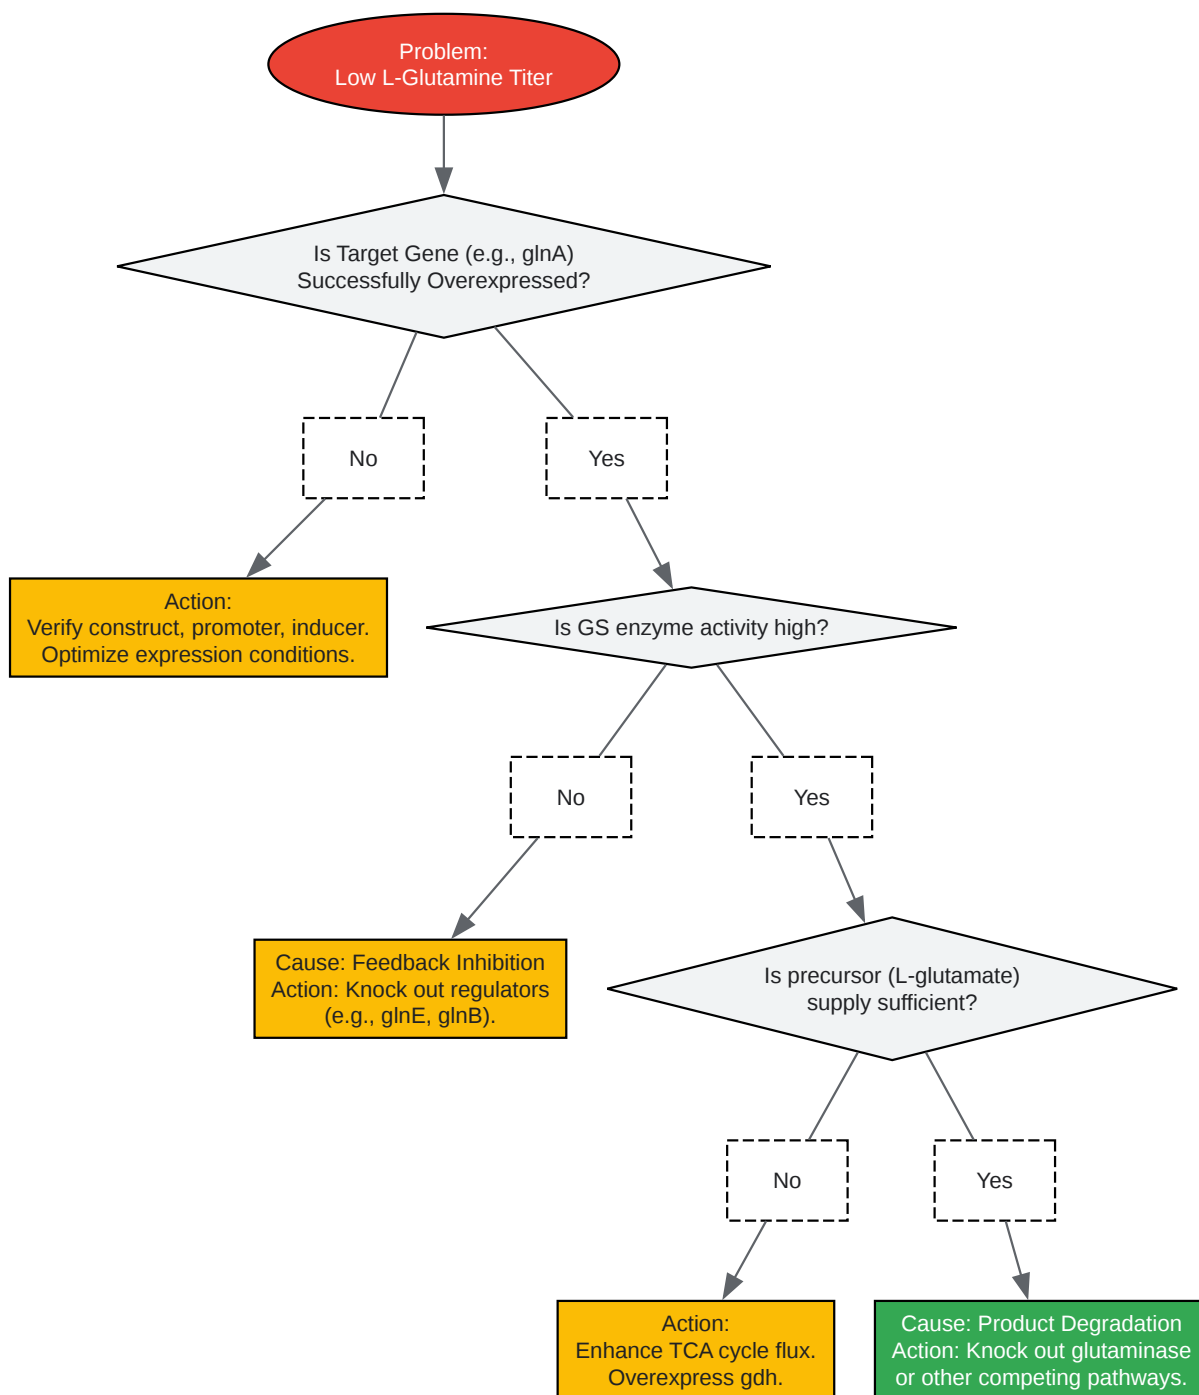 Problem:
Low L-Glutamine Titer
Is Target Gene (e.g., glnA)
Successfully Overexpressed?
No
Yes
Action:
Verify construct, promoter, inducer.
Optimize expression conditions.
Is GS enzyme activity high?
No
Yes
Cause: Feedback Inhibition
Action: Knock out regulators
(e.g., glnE, glnB).
Is precursor (L-glutamate)
supply sufficient?
No
Yes
Action:
Enhance TCA cycle flux.
Overexpress gdh.
Cause: Product Degradation
Action: Knock out glutaminase
or other competing pathways.